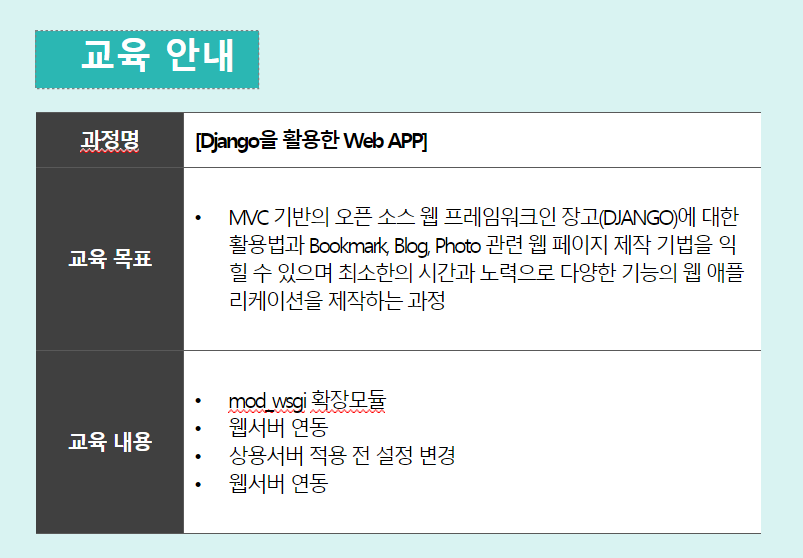 교육 안내
과정명
[Django을 활용한 Web APP]
교육 목표
• MVC 기반의 오픈 소스 웹 프레임워크인 장고(DJANGO)에 대한
활용법과 Bookmark, Blog, Photo 관련 웹 페이지 제작 기법을 익
힐 수 있으며 최소한의 시간과 노력으로 다양한 기능의 웹 애플
리케이션을 제작하는 과정
교육 내용
• mod_wsgi 확장모듈
• 웹서버 연동
• 상용서버 적용 전 설정 변경
• 웹서버 연동